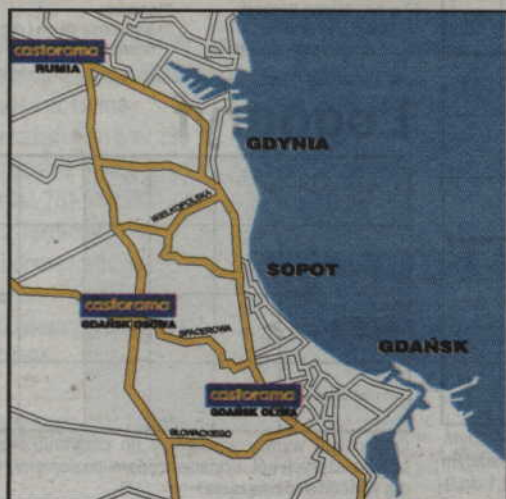 castorama
RUMIA
GDYNIA
WIELKOPOLSKA
SOPOT
castorama
GDAŃSK OSOWA
SPACEROWA
GDAŃSK
castorama
GDAŃSK OLIWA
SŁOWACKIEGO